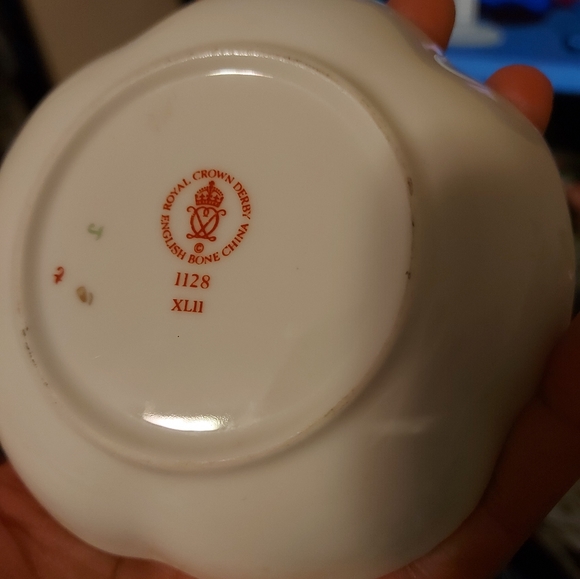 ROYAL CROWN DERBY
ENGLISH BONE CHINA
©
1128
XLII